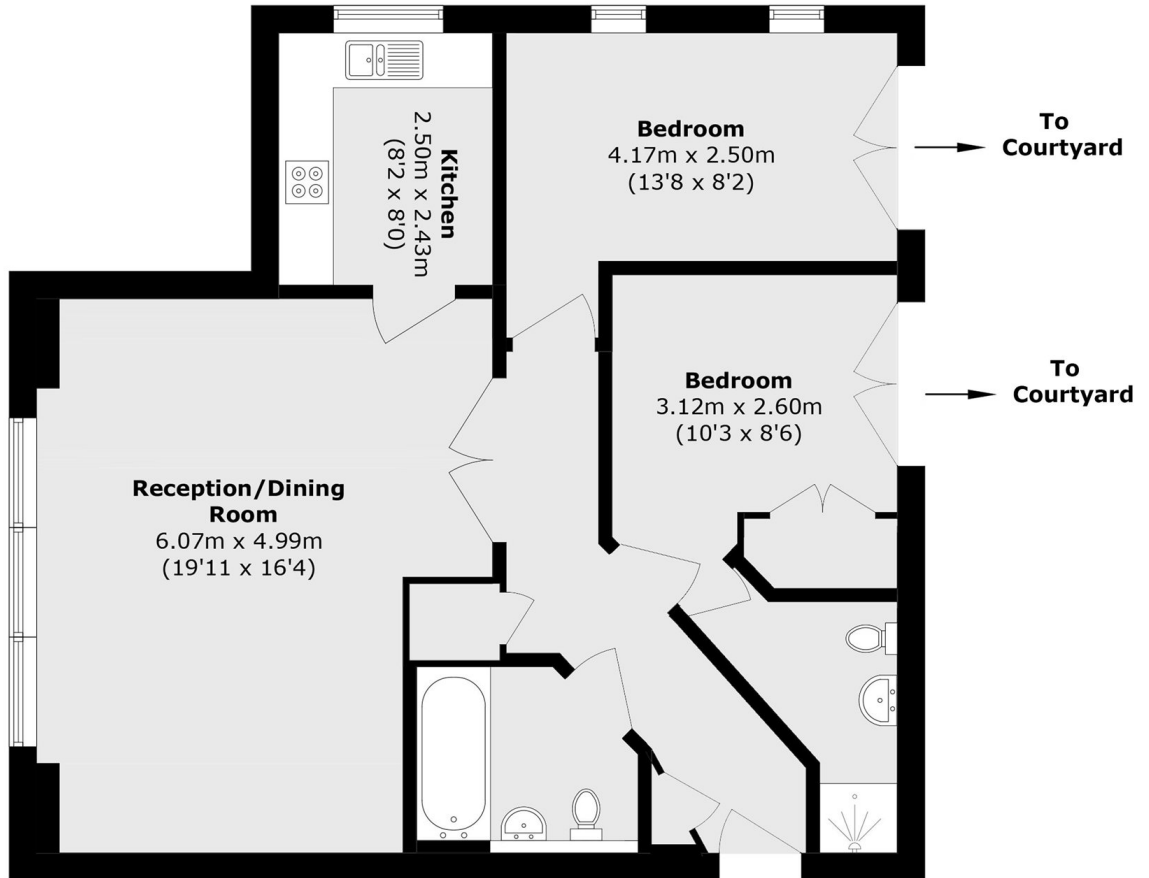 Kitchen
2.50m x 2.43m
(8'2 x 8'0)
Bedroom
4.17m x 2.50m
(13'8 x 8'2)
To
Courtyard
Bedroom
3.12m x 2.60m
(10'3 x 8'6)
To
Courtyard
Reception/Dining
Room
6.07m x 4.99m
(19'11 x 16'4)